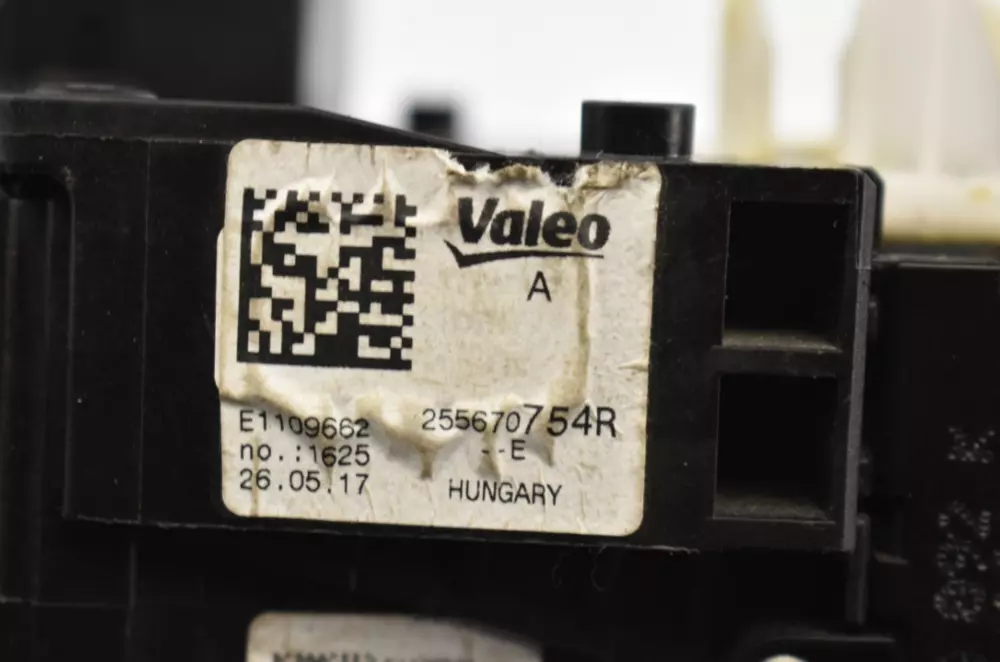 Valeo
A
E1109662 255670754R
no.:1625 --E
26.05.17 HUNGARY